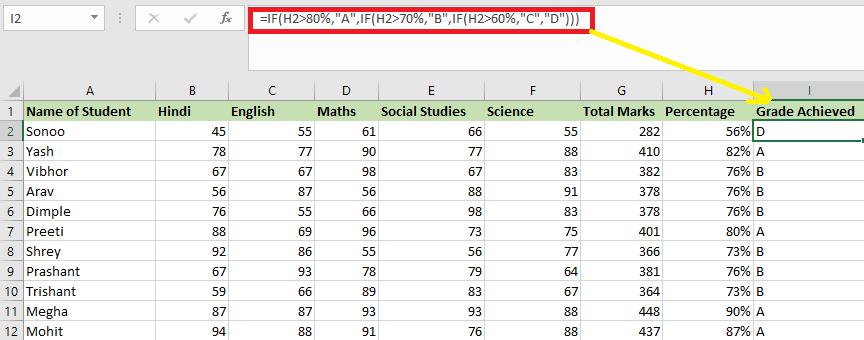 I2 fx =IF(H2>80%,"A",IF(H2>70%,"B",IF(H2>60%,"C","D")))
A B C D E F G H I
1 Name of Student Hindi English Maths Social Studies Science Total Marks Percentage Grade Achieved
2 Sonoo 45 55 61 66 55 282 56% D
3 Yash 78 77 90 77 88 410 82% A
4 Vibhor 67 67 98 67 83 382 76% B
5 Arav 56 87 56 88 91 378 76% B
6 Dimple 76 55 66 98 83 378 76% B
7 Preeti 88 69 96 73 75 401 80% A
8 Shrey 92 86 55 56 77 366 73% B
9 Prashant 67 93 78 79 64 381 76% B
10 Trishant 59 66 89 83 67 364 73% B
11 Megha 87 87 93 93 88 448 90% A
12 Mohit 94 88 91 76 88 437 87% A